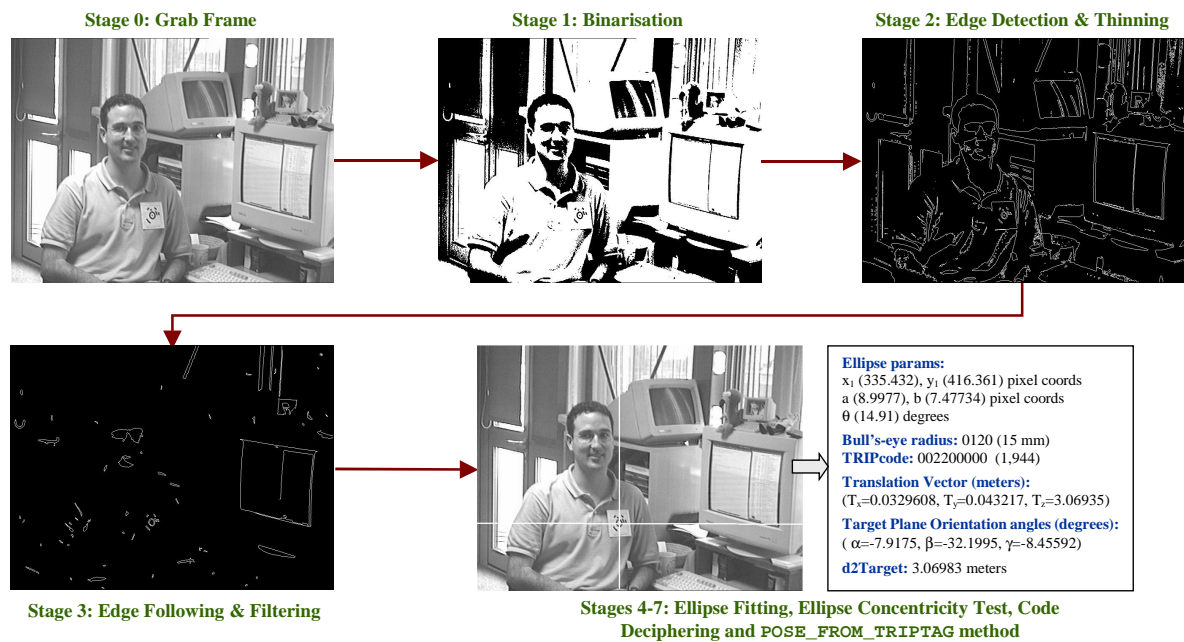 Stage 0: Grab Frame
Stage 1: Binarisation
Stage 2: Edge Detection & Thinning
Ellipse params:
x₁ (335.432), y₁ (416.361) pixel coords
a (8.9977), b (7.47734) pixel coords
θ (14.91) degrees
Bull's-eye radius: 0120 (15 mm)
TRIPcode: 002200000 (1,944)
Translation Vector (meters):
(Tₓ=0.0329608, Tᵧ=0.043217, T_z=3.06935)
Target Plane Orientation angles (degrees):
( α=-7.9175, β=-32.1995, γ=-8.45592)
d2Target: 3.06983 meters
Stage 3: Edge Following & Filtering
Stages 4-7: Ellipse Fitting, Ellipse Concentricity Test, Code
Deciphering and POSE_FROM_TRIPTAG method